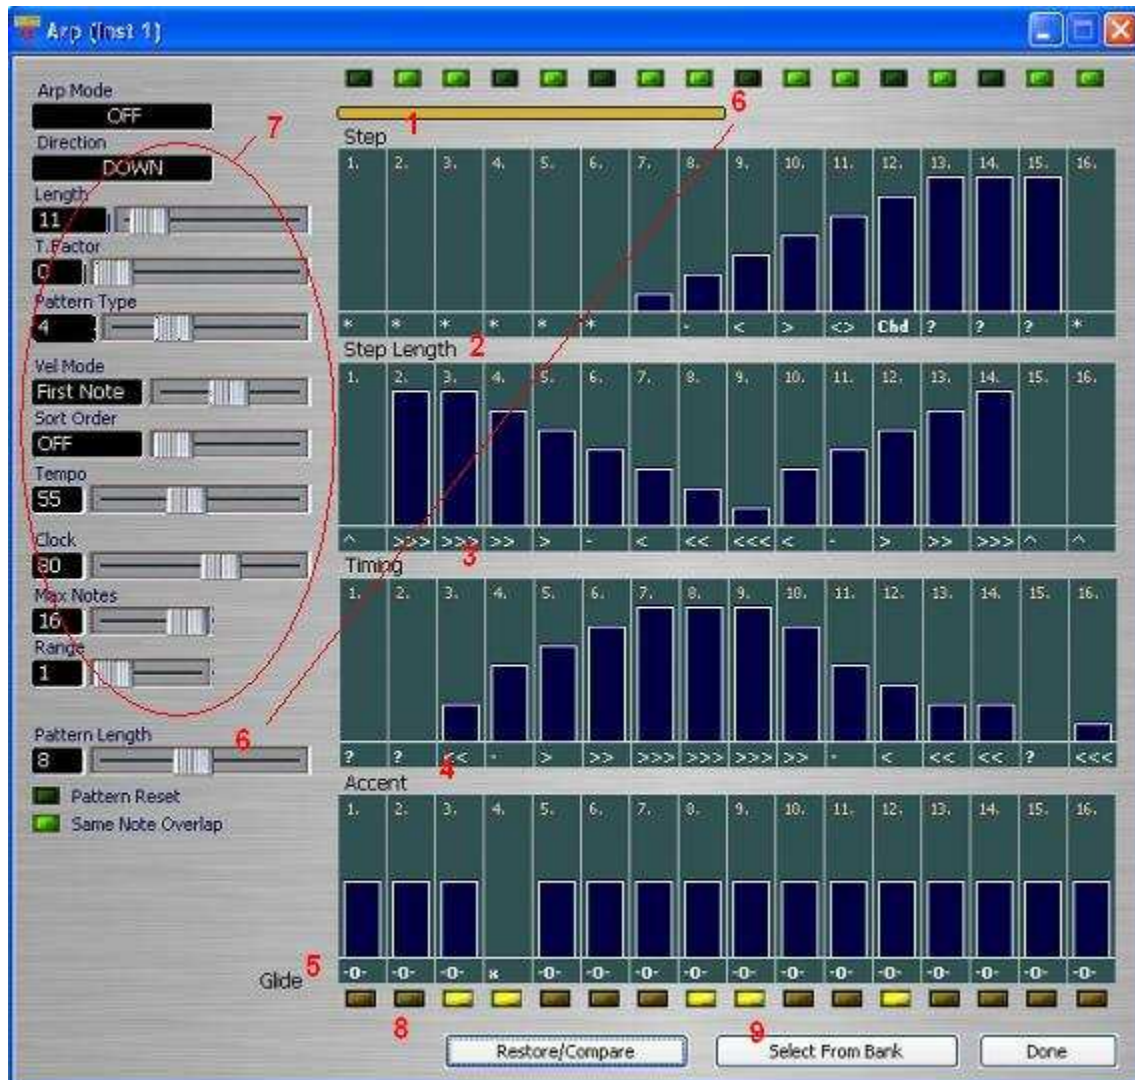 Arp (Inst 1)
Arp Mode
OFF
Direction
DOWN
Length
11
T.Factor
0
Pattern Type
4
Vel Mode
First Note
Sort Order
OFF
Tempo
55
Clock
80
Max Notes
16
Range
1
Pattern Length
8
Pattern Reset
Same Note Overlap
7
6
1
6
Step
1. 2. 3. 4. 5. 6. 7. 8. 9. 10. 11. 12. 13. 14. 15. 16.
* * * * * * - < > <> Chd ? ? ? *
Step Length 2
1. 2. 3. 4. 5. 6. 7. 8. 9. 10. 11. 12. 13. 14. 15. 16.
^ >>> >>> >> > - < << <<< < - > >> >>> ^ ^
3
Timing
1. 2. 3. 4. 5. 6. 7. 8. 9. 10. 11. 12. 13. 14. 15. 16.
? ? << - > >> >>> >>> >>> >> - < << << ? <<<
4
Accent
1. 2. 3. 4. 5. 6. 7. 8. 9. 10. 11. 12. 13. 14. 15. 16.
-0- -0- -0- x -0- -0- -0- -0- -0- -0- -0- -0- -0- -0- -0- -0-
Glide 5
8 9
Restore/Compare Select From Bank Done